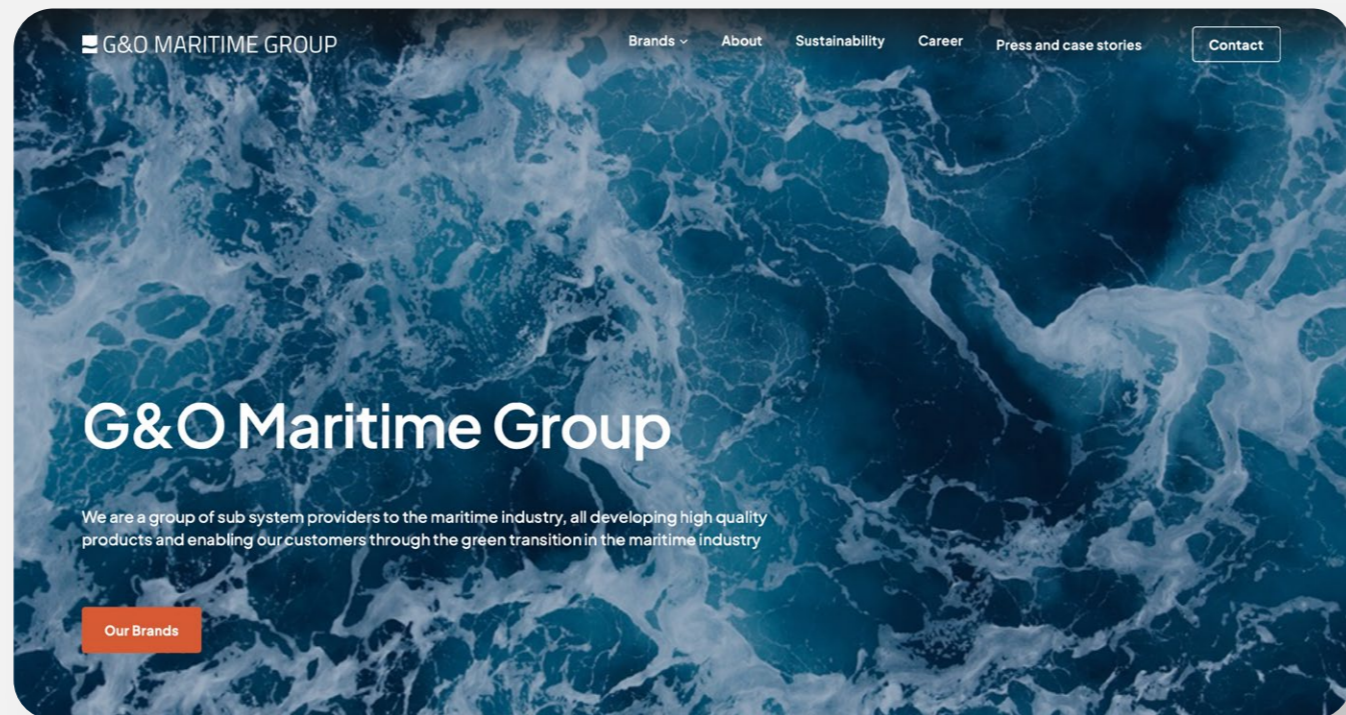 G&O MARITIME GROUP
Brands
About
Sustainability
Career
Press and case stories
Contact
G&O Maritime Group
We are a group of sub system providers to the maritime industry, all developing high quality
products and enabling our customers through the green transition in the maritime industry
Our Brands